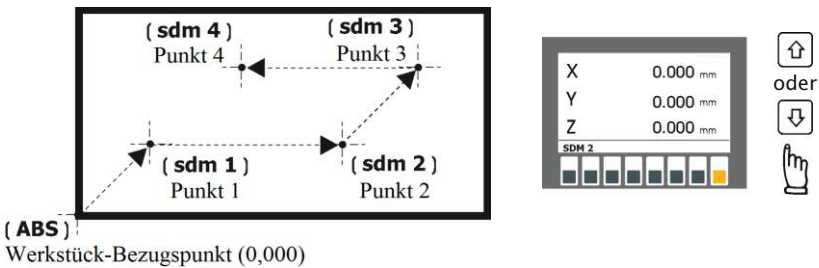 ( sdm 4 )
Punkt 4
( sdm 3 )
Punkt 3
( sdm 1 )
Punkt 1
( sdm 2 )
Punkt 2
( ABS )
Werkstück-Bezugspunkt (0,000)
X 0.000 mm
Y 0.000 mm
Z 0.000 mm
SDM 2
oder